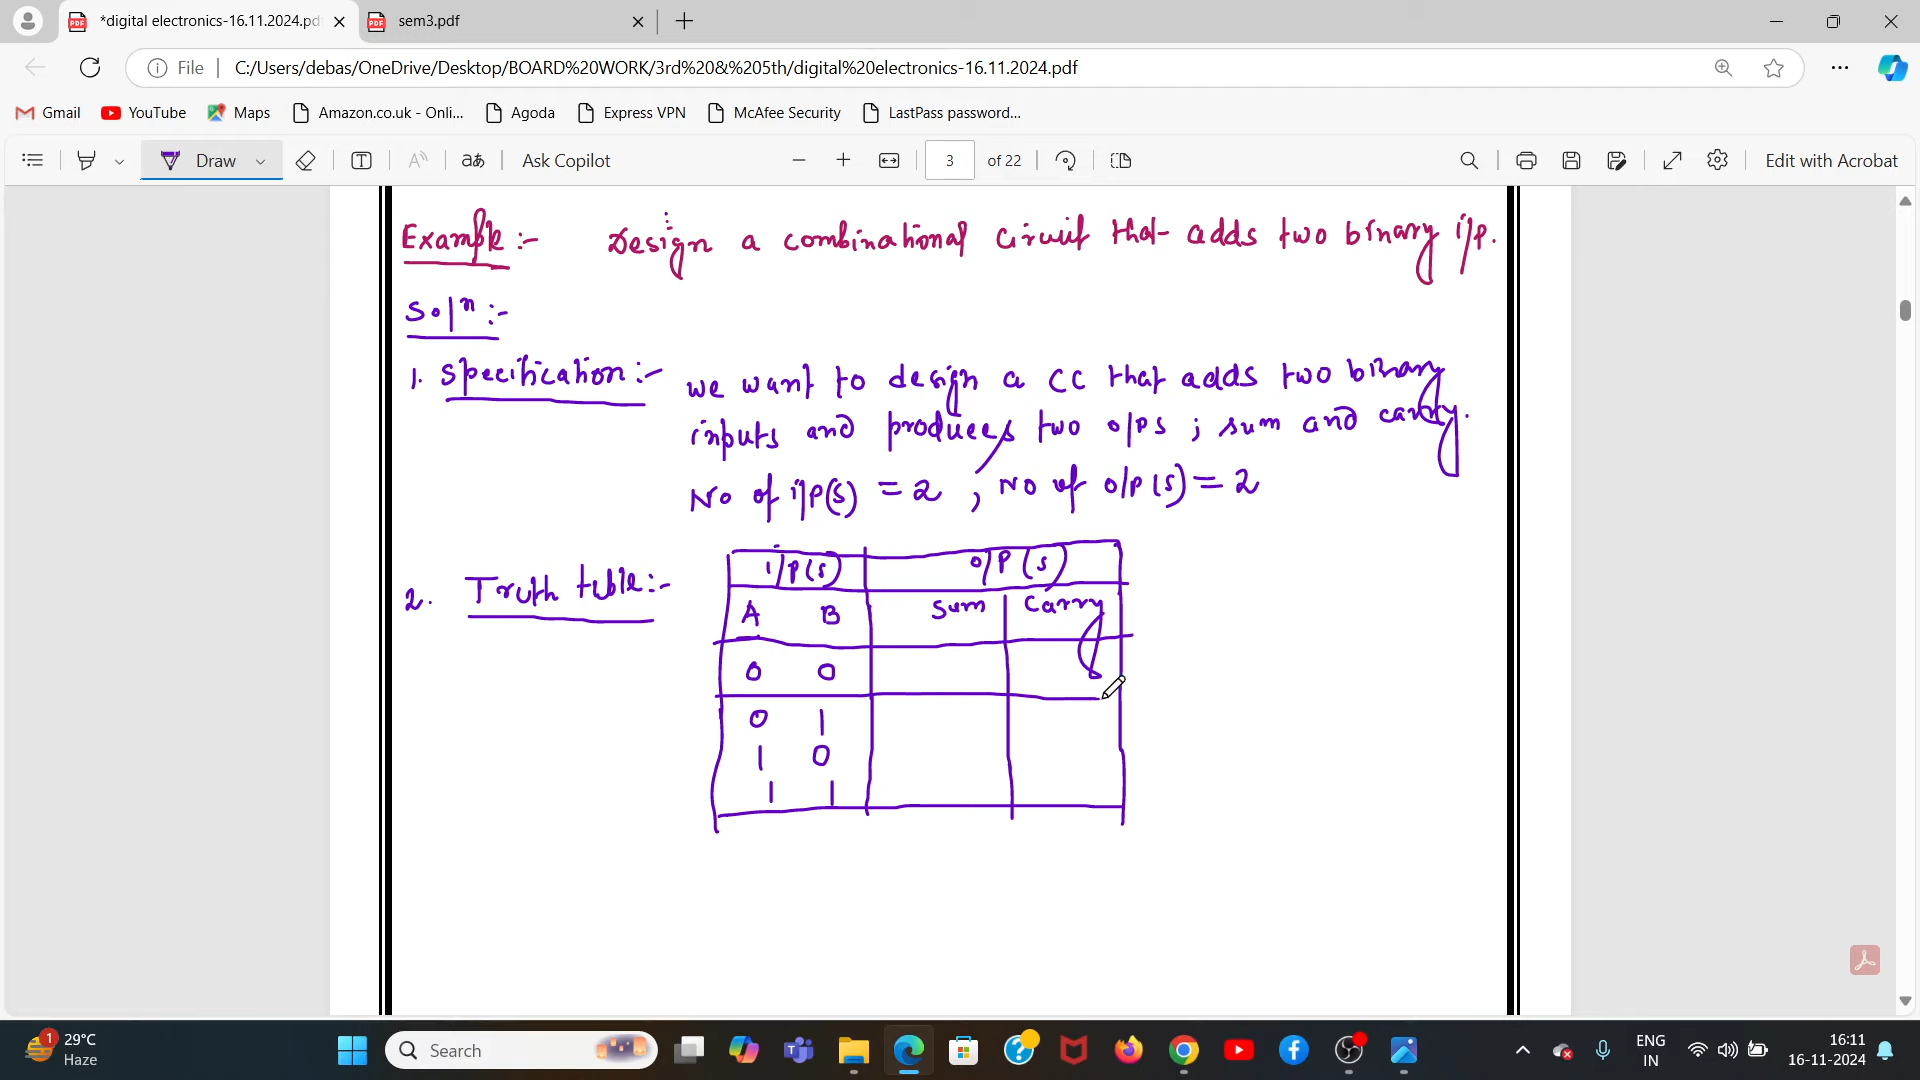 *digital electronics-16.11.2024.pd
sem3.pdf
File
C:/Users/debas/OneDrive/Desktop/BOARD%20WORK/3rd%20&%205th/digital%20electronics-16.11.2024.pdf
Gmail
YouTube
Maps
Amazon.co.uk - Onli...
Agoda
Express VPN
McAfee Security
LastPass password...
Draw
T
A
aあ
Ask Copilot
3
of 22
Edit with Acrobat
Example :- Design a combinational circuit that adds two binary i/p.
Solⁿ :-
1. Specification :- we want to design a CC that adds two binary
inputs and produces two o/ps ; sum and carry.
No of i/p(s) = 2 , No of o/p(s) = 2
2. Truth table :-
i/p(s) o/p(s)
A B Sum Carry
0 0
0 1
1 0
1 1
1
29°C
Haze
Search
ENG
IN
16:11
16-11-2024